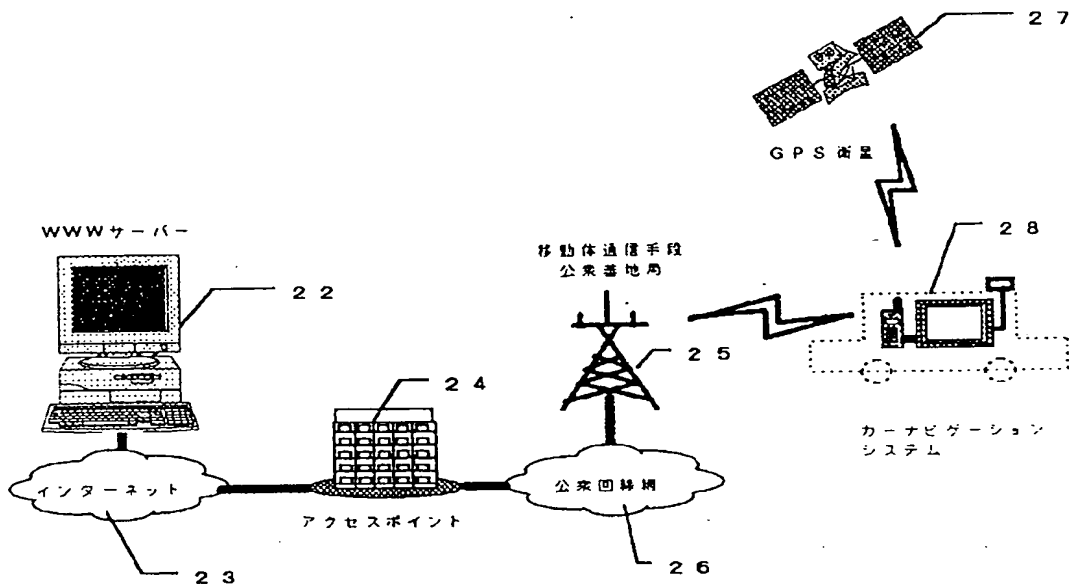 27
GPS衛星
28
WWWサーバー
22
移動体通信手段
公衆基地局
25
24
カーナビゲーション
システム
インターネット
公衆回線網
アクセスポイント
23
26